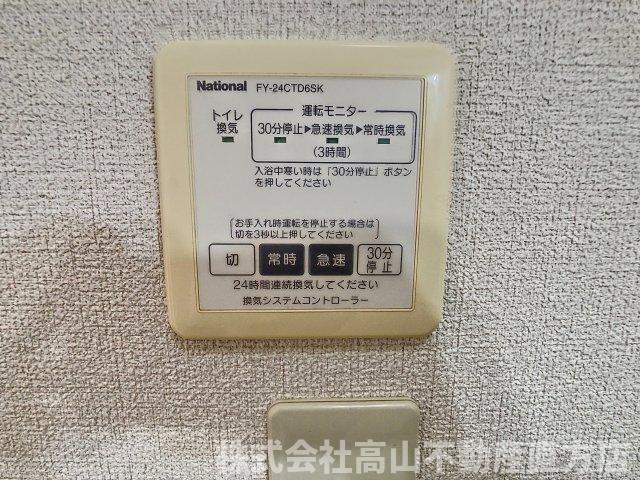 National FY-24CTD6SK
トイレ
換気
運転モニター
30分停止▶急速換気▶常時換気
(3時間)
入浴中寒い時は「30分停止」ボタン
を押してください
お手入れ時運転を停止する場合は
切を3秒以上押してください
切 常時 急速 30分
停止
24時間連続換気してください
換気システムコントローラー
株式会社高山不動産直方店